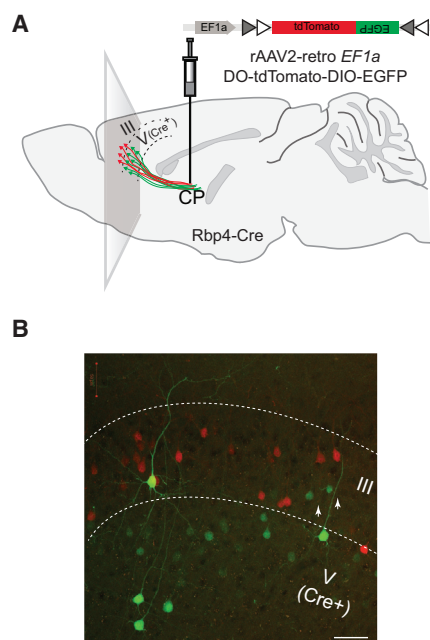 A
EF1a
tdTomato
EGFP
rAAV2-retro EF1a
DO-tdTomato-DIO-EGFP
III
V(Cre+)
CP
Rbp4-Cre
B
III
V
(Cre+)